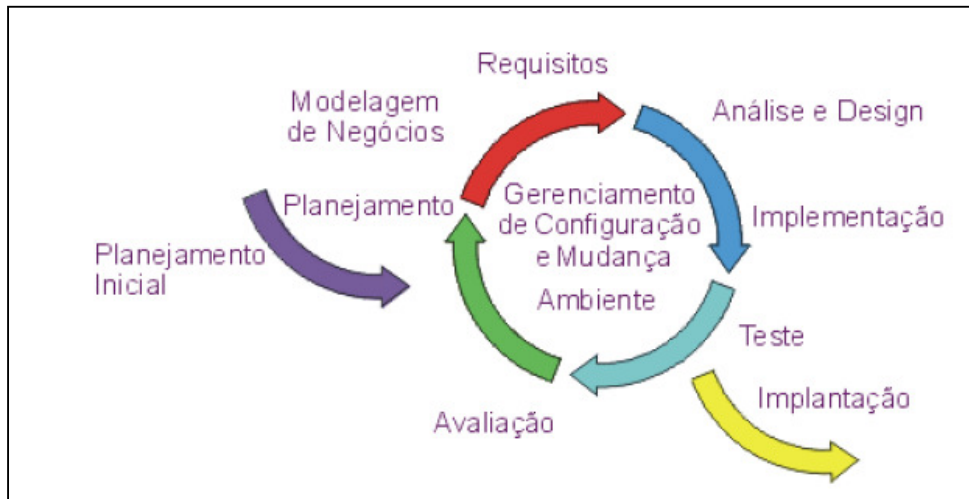 Requisitos
Modelagem
de Negócios
Análise e Design
Planejamento
Gerenciamento
de Configuração
e Mudança
Implementação
Planejamento
Inicial
Ambiente
Teste
Implantação
Avaliação